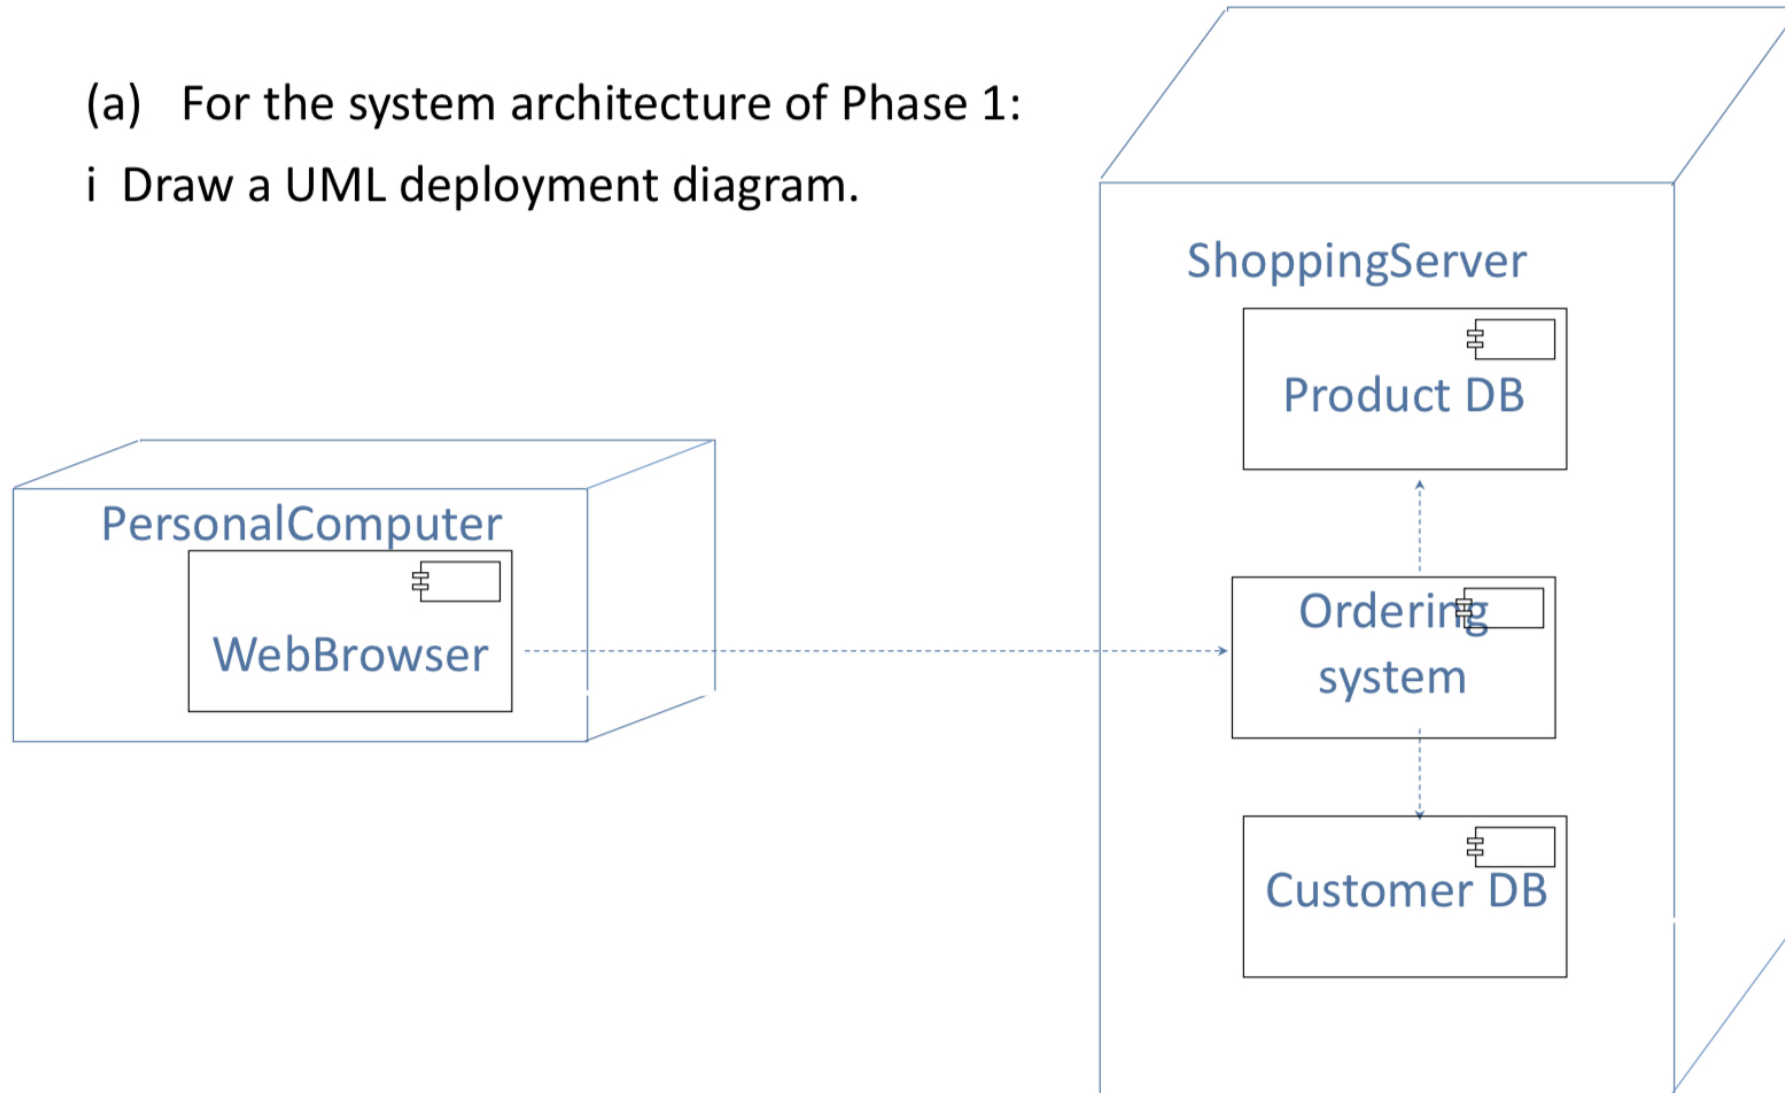 (a) For the system architecture of Phase 1:
i Draw a UML deployment diagram.
ShoppingServer
Product DB
PersonalComputer
WebBrowser
Ordering
system
Customer DB